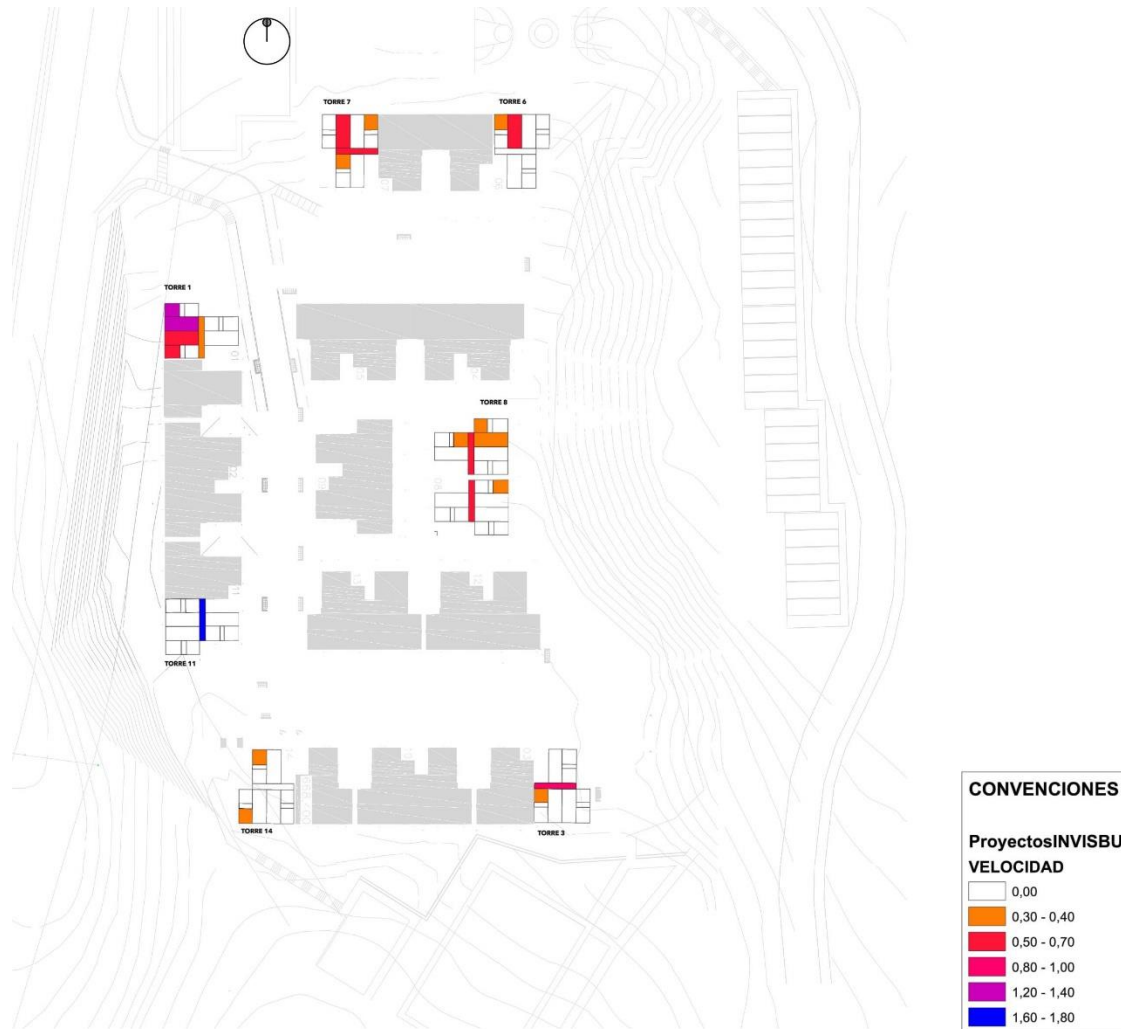 TORRE 7
TORRE 6
TORRE 1
TORRE 8
TORRE 11
TORRE 14
TORRE 3
CONVENCIONES
ProyectosINVISBU
VELOCIDAD
0,00
0,30 - 0,40
0,50 - 0,70
0,80 - 1,00
1,20 - 1,40
1,60 - 1,80